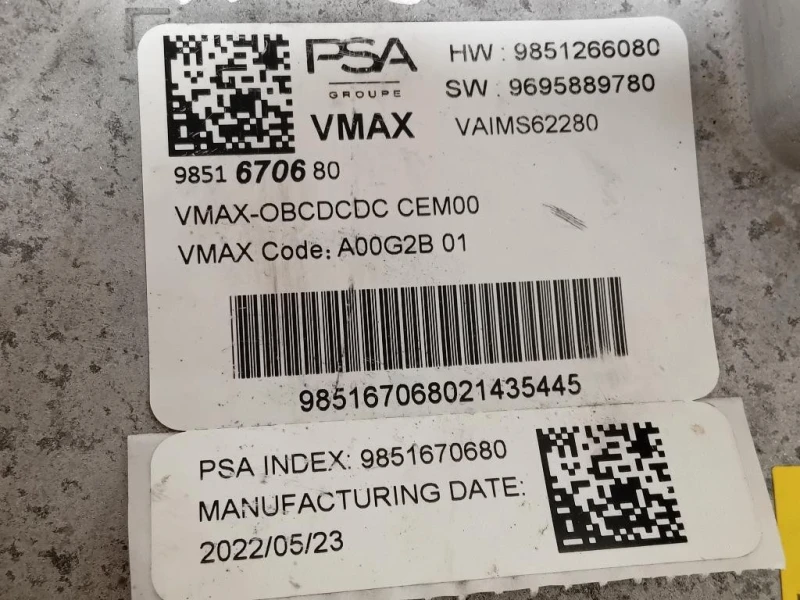 PSA
GROUPE
VMAX
HW : 9851266080
SW : 9695889780
VAIMS62280
9851 6706 80
VMAX-OBCDCDC CEM00
VMAX Code: A00G2B 01
985167068021435445
PSA INDEX: 9851670680
MANUFACTURING DATE:
2022/05/23